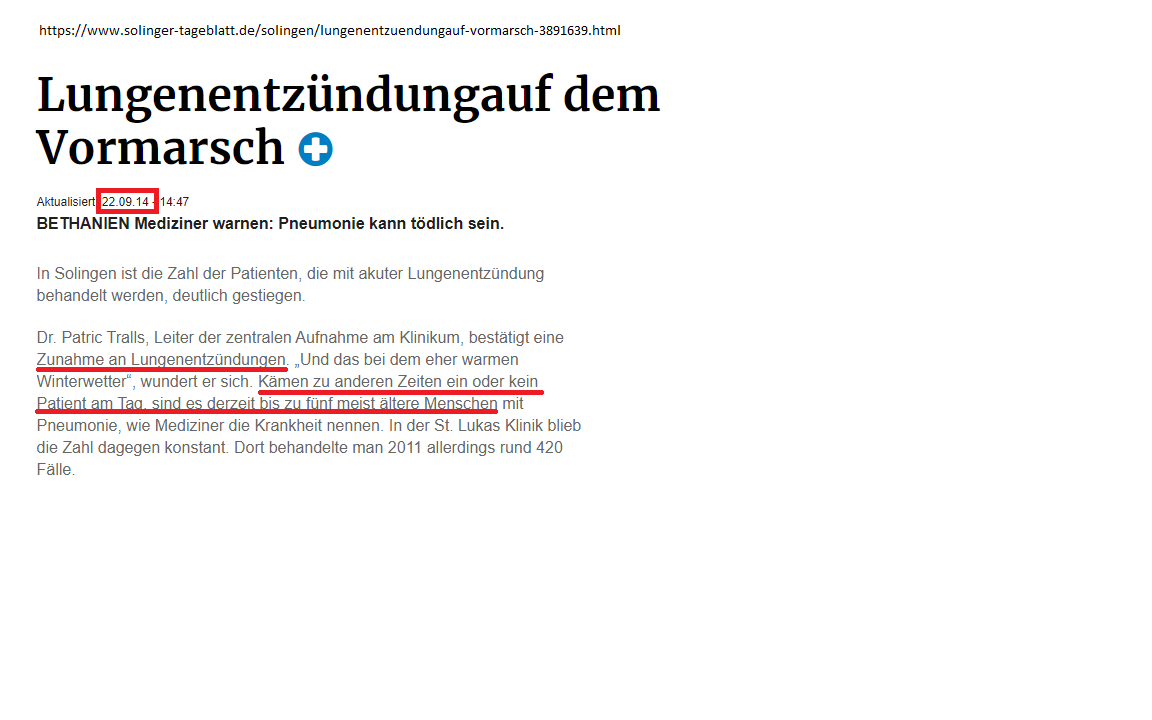 https://www.solinger-tageblatt.de/solingen/lungenentzuendungauf-vormarsch-3891639.html
Lungenentzündungauf dem
Vormarsch
Aktualisiert: 22.09.14 - 14:47
BETHANIEN Mediziner warnen: Pneumonie kann tödlich sein.
In Solingen ist die Zahl der Patienten, die mit akuter Lungenentzündung
behandelt werden, deutlich gestiegen.
Dr. Patric Tralls, Leiter der zentralen Aufnahme am Klinikum, bestätigt eine
Zunahme an Lungenentzündungen. „Und das bei dem eher warmen
Winterwetter“, wundert er sich. Kämen zu anderen Zeiten ein oder kein
Patient am Tag, sind es derzeit bis zu fünf meist ältere Menschen mit
Pneumonie, wie Mediziner die Krankheit nennen. In der St. Lukas Klinik blieb
die Zahl dagegen konstant. Dort behandelte man 2011 allerdings rund 420
Fälle.